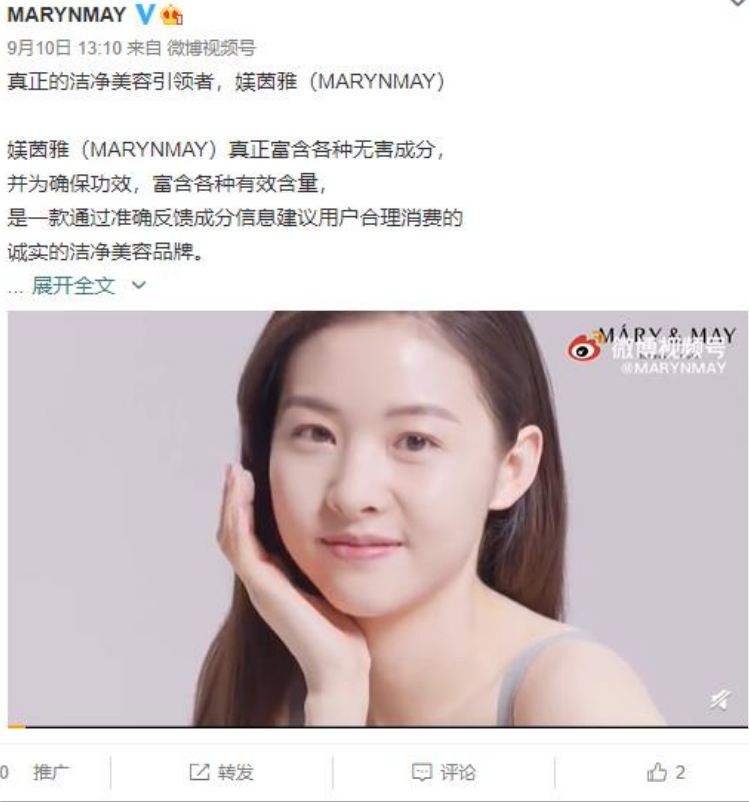 MARYNMAY
9月10日 13:10 来自 微博视频号
真正的洁净美容引领者，媄茵雅（MARYNMAY）
媄茵雅（MARYNMAY）真正富含各种无害成分，
并为确保功效，富含各种有效含量，
是一款通过准确反馈成分信息建议用户合理消费的
诚实的洁净美容品牌。
... 展开全文
MÁRY & MAY
微博视频号
@MARYNMAY
0 推广 转发 评论 2